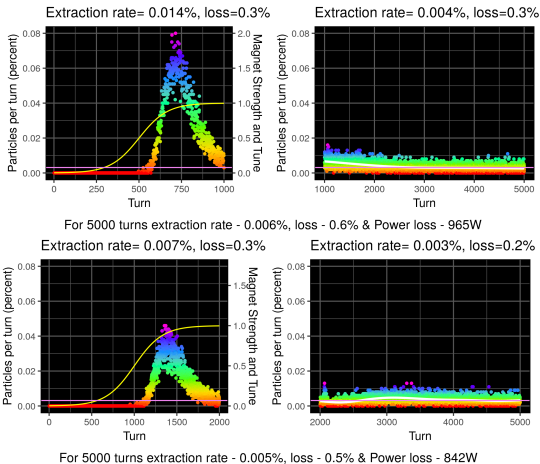 Extraction rate= 0.014%, loss=0.3%
Extraction rate= 0.004%, loss=0.3%
Particles per turn (percent)
0.08
0.06
0.04
0.02
0.00
2.0
1.5
1.0
0.5
0.0
Magnet Strength and Tune
0 250 500 750 1000
Turn
Particles per turn (percent)
0.08
0.06
0.04
0.02
0.00
1000 2000 3000 4000 5000
Turn
For 5000 turns extraction rate - 0.006%, loss - 0.6% & Power loss - 965W
Extraction rate= 0.007%, loss=0.3%
Extraction rate= 0.003%, loss=0.2%
Particles per turn (percent)
0.08
0.06
0.04
0.02
0.00
1.5
1.0
0.5
0.0
Magnet Strength and Tune
0 500 1000 1500 2000
Turn
Particles per turn (percent)
0.08
0.06
0.04
0.02
0.00
2000 3000 4000 5000
Turn
For 5000 turns extraction rate - 0.005%, loss - 0.5% & Power loss - 842W